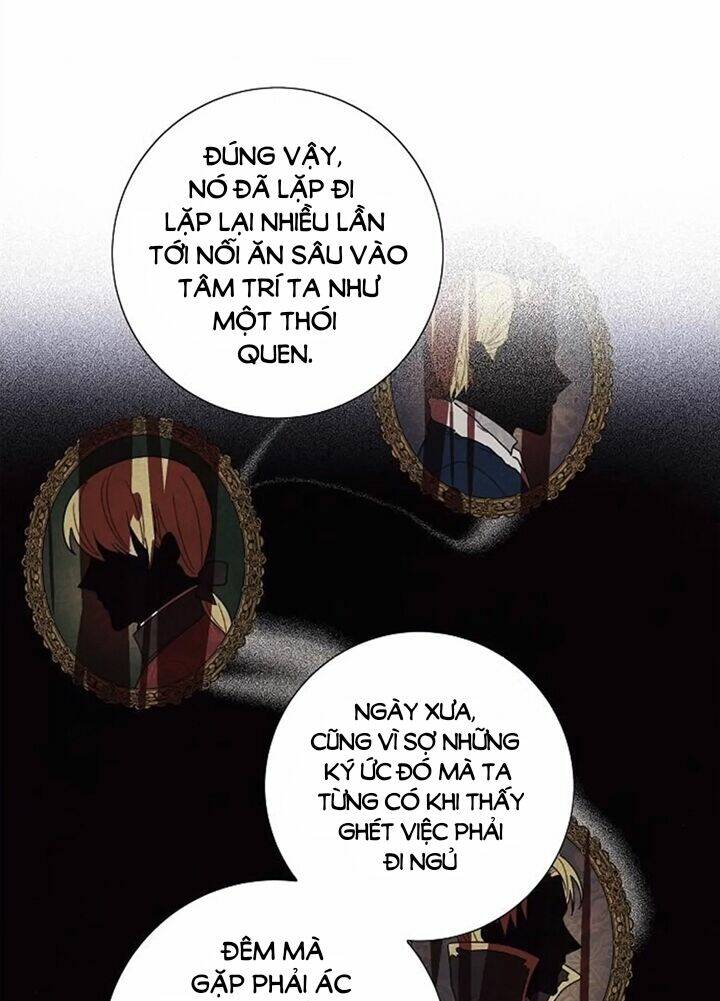 ĐÚNG VẬY,
NÓ ĐÃ LẶP ĐI
LẶP LẠI NHIỀU LẦN
TỚI NỐI ĂN SÂU VÀO
TÂM TRÍ TA NHƯ
MỘT THÓI
QUEN.
NGÀY XƯA,
CŨNG VÌ SỢ NHỮNG
KÝ ỨC ĐÓ MÀ TA
TỪNG CÓ KHI THẤY
GHÉT VIỆC PHẢI
ĐI NGỦ
ĐÊM MÀ
GẶP PHẢI ÁC